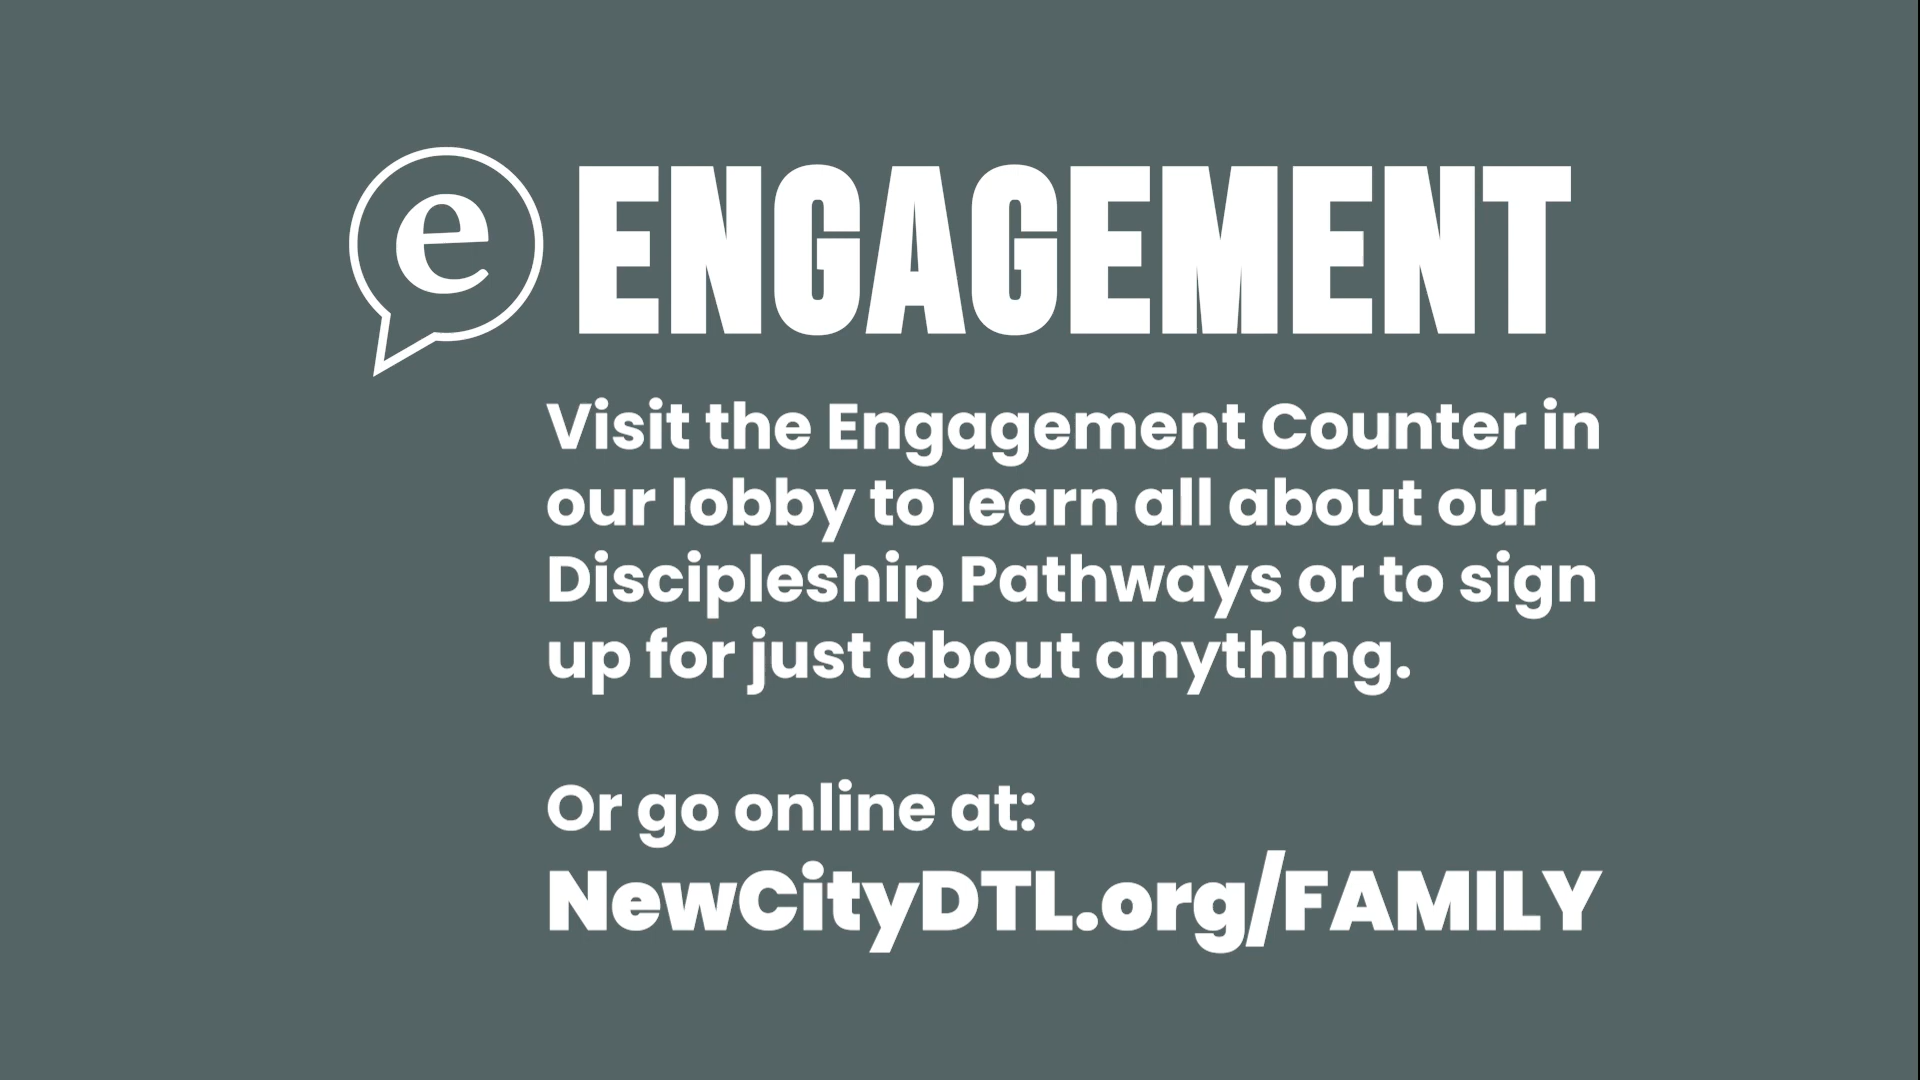 e ENGAGEMENT
Visit the Engagement Counter in
our lobby to learn all about our
Discipleship Pathways or to sign
up for just about anything.
Or go online at:
NewCityDTL.org/FAMILY